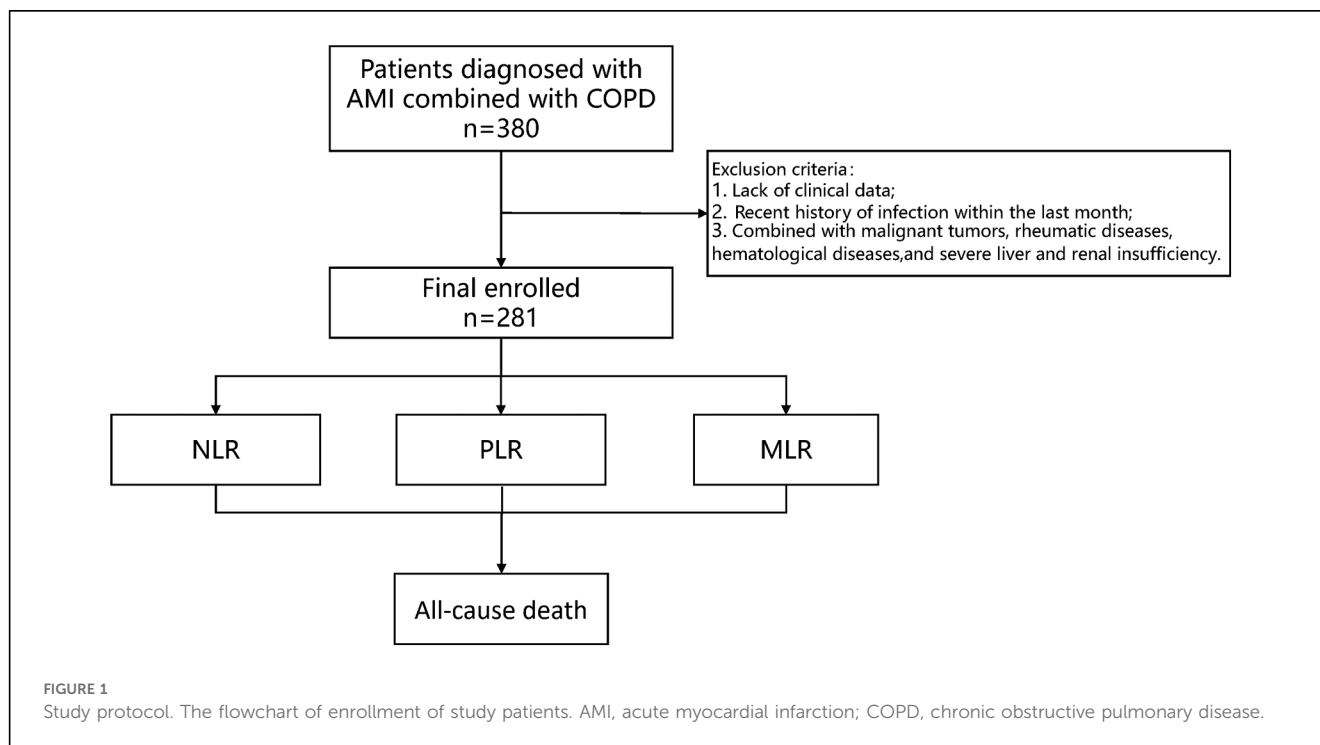 Patients diagnosed with
AMI combined with COPD
n=380
Exclusion criteria:
1. Lack of clinical data;
2. Recent history of infection within the last month;
3. Combined with malignant tumors, rheumatic diseases,
hematological diseases,and severe liver and renal insufficiency.
Final enrolled
n=281
NLR
PLR
MLR
All-cause death
FIGURE 1
Study protocol. The flowchart of enrollment of study patients. AMI, acute myocardial infarction; COPD, chronic obstructive pulmonary disease.